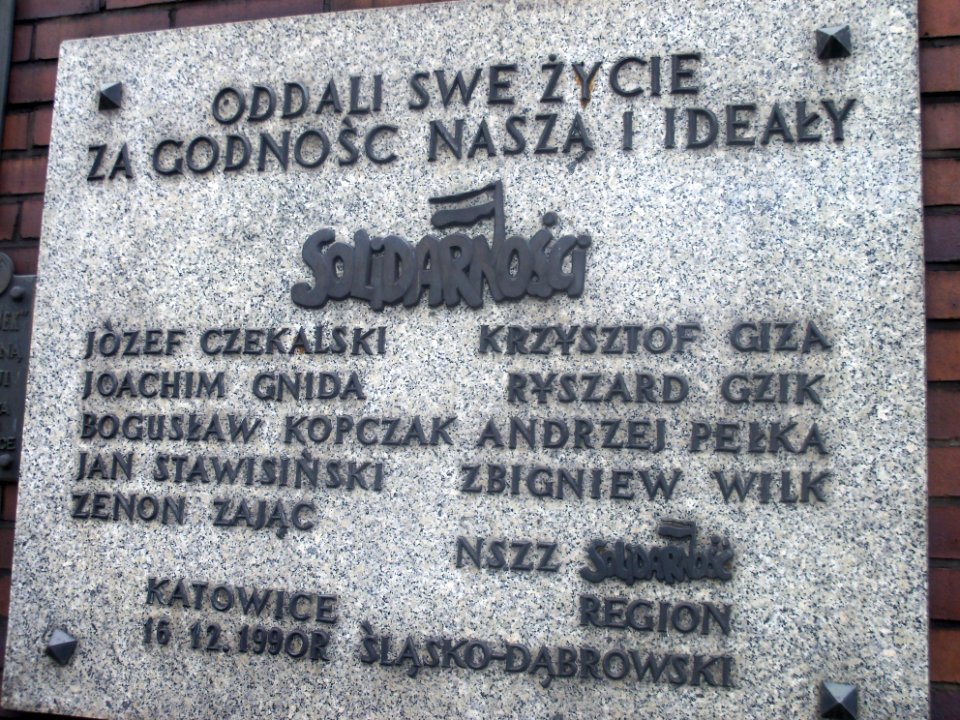 ODDALI SWE ŻYCIE
ZA GODNOŚĆ NASZĄ I IDEAŁY
SOLIDARNOŚCI
JÓZEF CZEKALSKI KRZYSZTOF GIZA
JOACHIM GNIDA RYSZARD GZIK
BOGUSŁAW KOPCZAK ANDRZEJ PEŁKA
JAN STAWISIŃSKI ZBIGNIEW WILK
ZENON ZAJĄC
NSZZ SOLIDARNOŚĆ
KATOWICE REGION
16 12. 1990R ŚLĄSKO-DĄBROWSKI